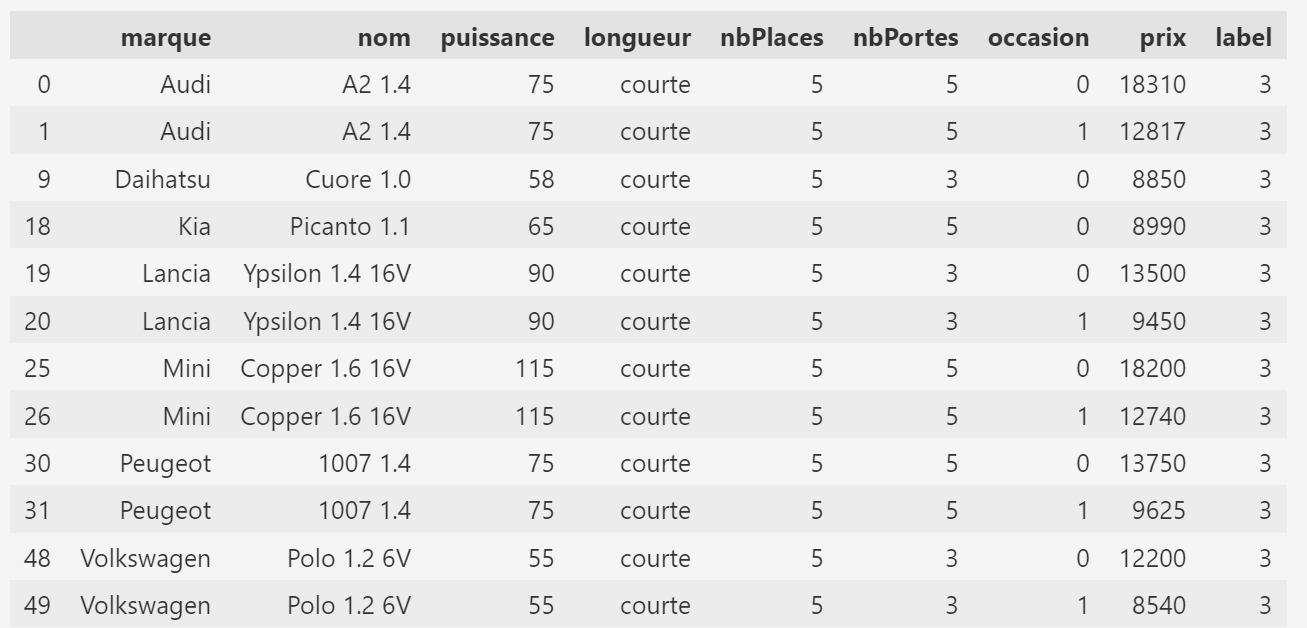 marque nom puissance longueur nbPlaces nbPortes occasion prix label
0 Audi A2 1.4 75 courte 5 5 0 18310 3
1 Audi A2 1.4 75 courte 5 5 1 12817 3
9 Daihatsu Cuore 1.0 58 courte 5 3 0 8850 3
18 Kia Picanto 1.1 65 courte 5 5 0 8990 3
19 Lancia Ypsilon 1.4 16V 90 courte 5 3 0 13500 3
20 Lancia Ypsilon 1.4 16V 90 courte 5 3 1 9450 3
25 Mini Copper 1.6 16V 115 courte 5 5 0 18200 3
26 Mini Copper 1.6 16V 115 courte 5 5 1 12740 3
30 Peugeot 1007 1.4 75 courte 5 5 0 13750 3
31 Peugeot 1007 1.4 75 courte 5 5 1 9625 3
48 Volkswagen Polo 1.2 6V 55 courte 5 3 0 12200 3
49 Volkswagen Polo 1.2 6V 55 courte 5 3 1 8540 3